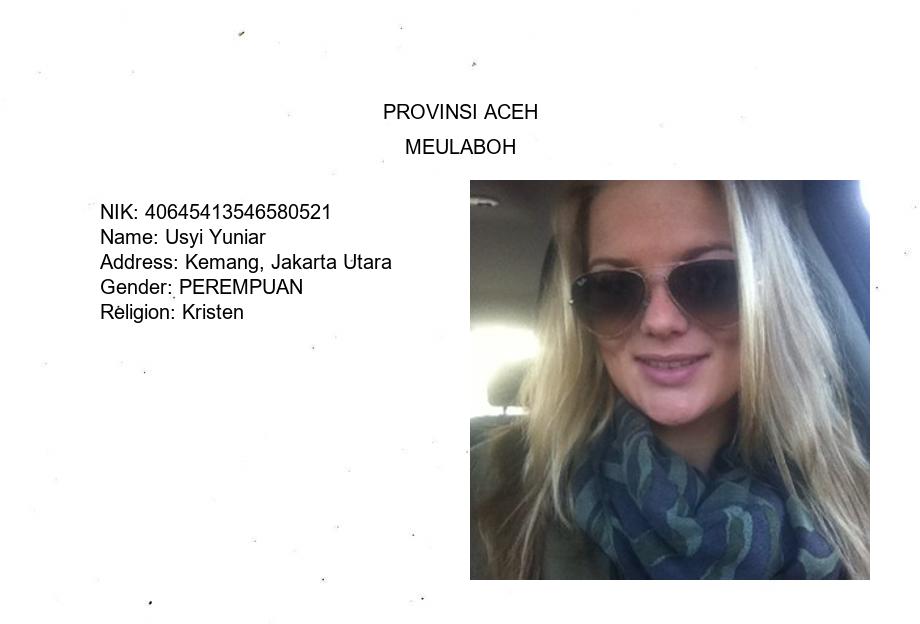 PROVINSI ACEH
MEULABOH
NIK: 40645413546580521
Name: Usyi Yuniar
Address: Kemang, Jakarta Utara
Gender: PEREMPUAN
Religion: Kristen